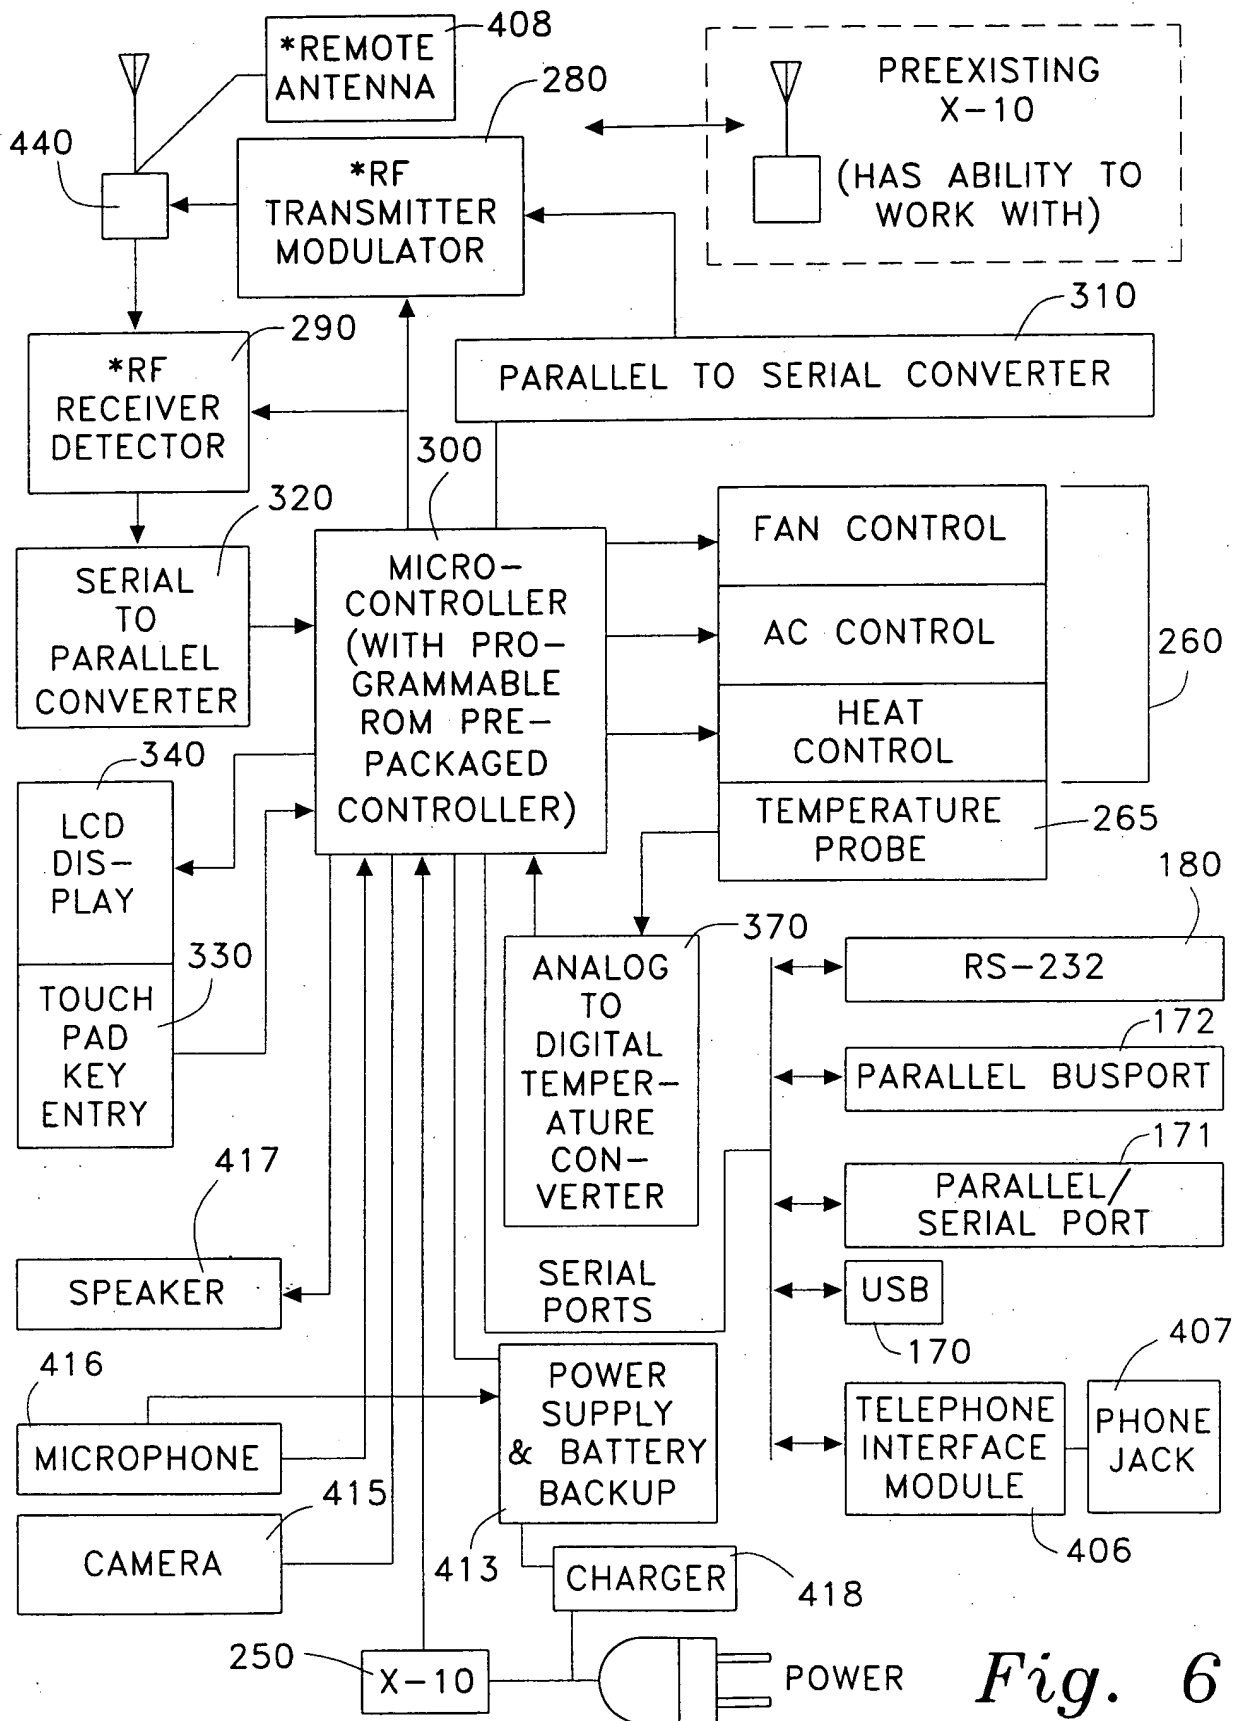 *REMOTE
ANTENNA
408
PREEXISTING
X-10
(HAS ABILITY TO
WORK WITH)
280
440
*RF
TRANSMITTER
MODULATOR
310
PARALLEL TO SERIAL CONVERTER
290
*RF
RECEIVER
DETECTOR
300
320
SERIAL
TO
PARALLEL
CONVERTER
MICRO-
CONTROLLER
(WITH PRO-
GRAMMABLE
ROM PRE-
PACKAGED
CONTROLLER)
FAN CONTROL
AC CONTROL
HEAT
CONTROL
260
TEMPERATURE
PROBE
265
340
LCD
DIS-
PLAY
330
TOUCH
PAD
KEY
ENTRY
370
ANALOG
TO
DIGITAL
TEMPER-
ATURE
CON-
VERTER
180
RS-232
172
PARALLEL BUSPORT
171
PARALLEL/
SERIAL PORT
USB
170
417
SPEAKER
SERIAL
PORTS
416
MICROPHONE
POWER
SUPPLY
& BATTERY
BACKUP
413
407
TELEPHONE
INTERFACE
MODULE
PHONE
JACK
406
415
CAMERA
CHARGER
418
250
X-10
POWER
Fig. 6